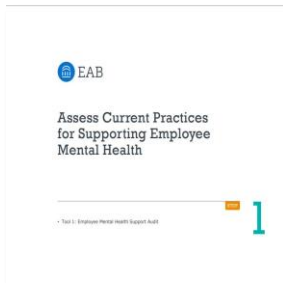 EAB
Assess Current Practices
for Supporting Employee
Mental Health
1
• Tool 1: Employee Mental Health Support Audit